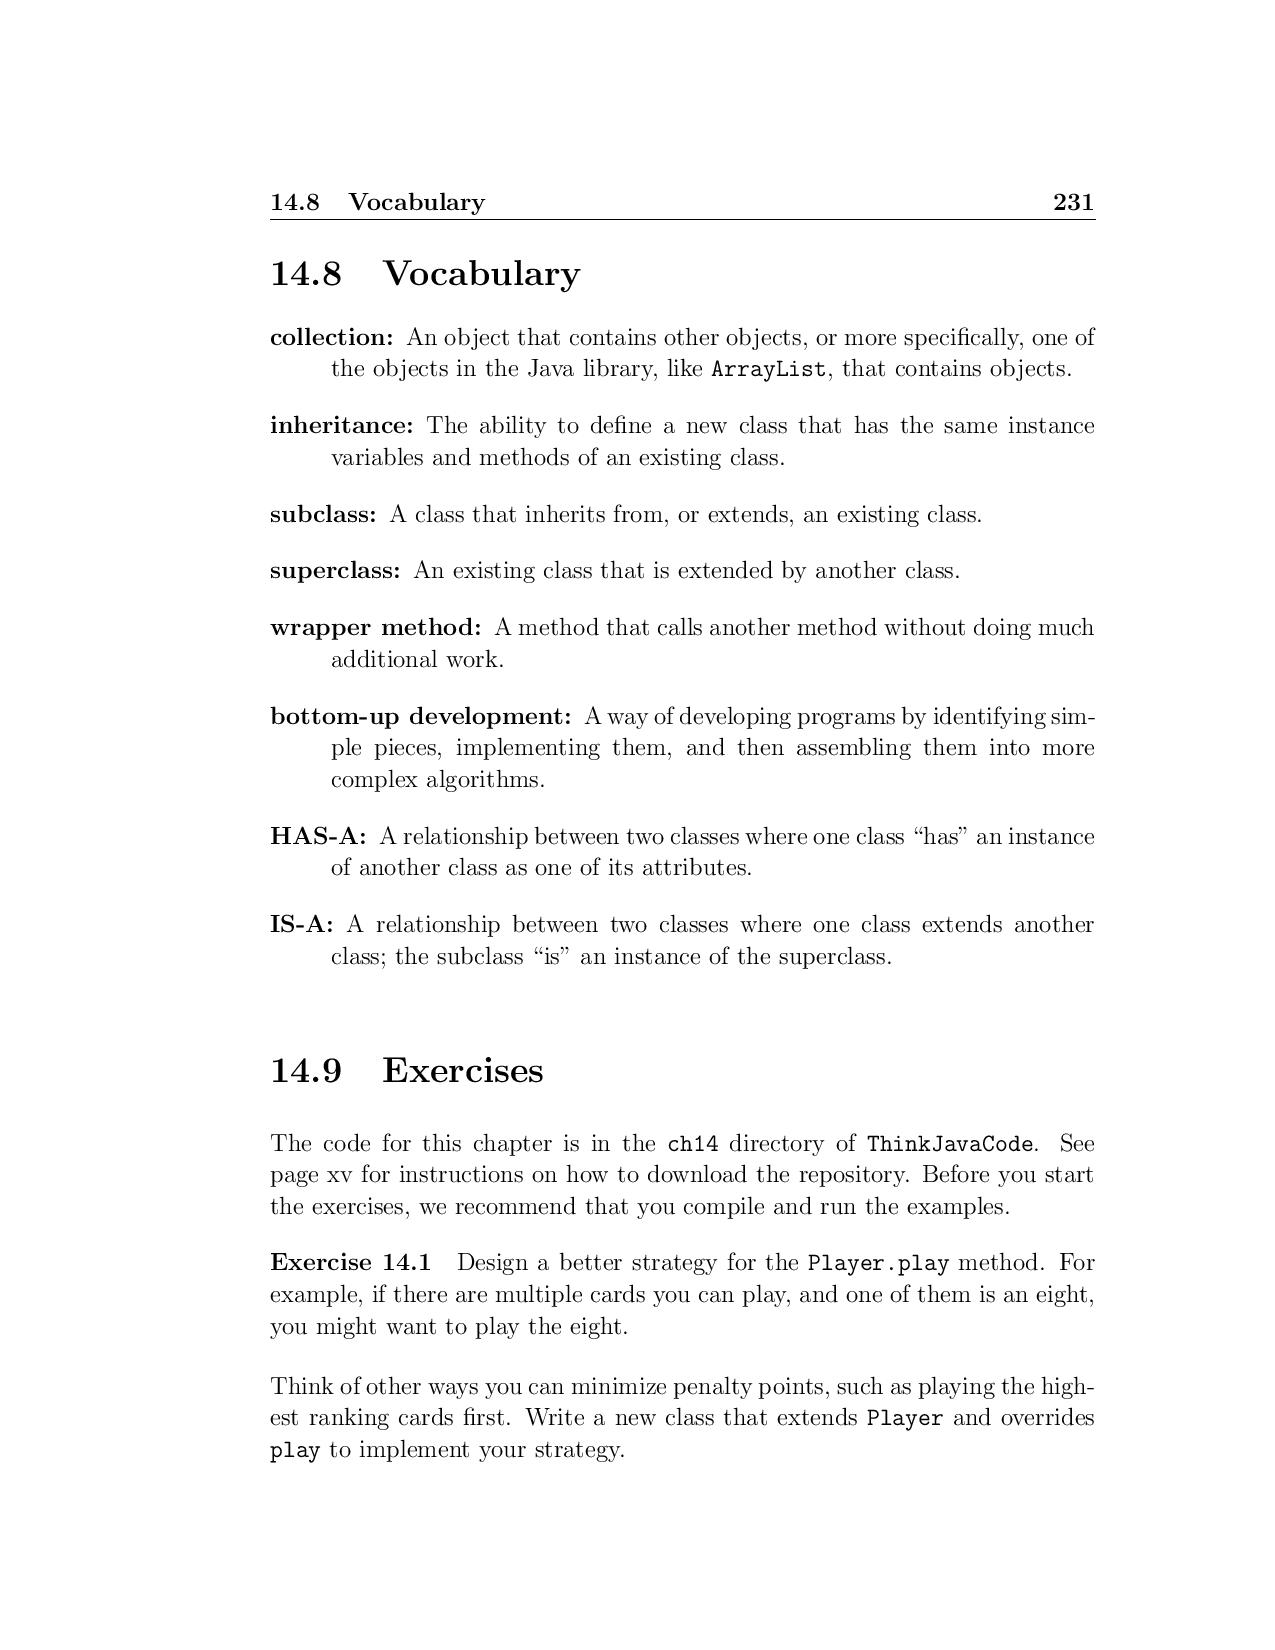 14.8 Vocabulary 231
14.8 Vocabulary
collection: An object that contains other objects, or more specifically, one of
the objects in the Java library, like ArrayList, that contains objects.
inheritance: The ability to define a new class that has the same instance
variables and methods of an existing class.
subclass: A class that inherits from, or extends, an existing class.
superclass: An existing class that is extended by another class.
wrapper method: A method that calls another method without doing much
additional work.
bottom-up development: A way of developing programs by identifying sim-
ple pieces, implementing them, and then assembling them into more
complex algorithms.
HAS-A: A relationship between two classes where one class “has” an instance
of another class as one of its attributes.
IS-A: A relationship between two classes where one class extends another
class; the subclass “is” an instance of the superclass.
14.9 Exercises
The code for this chapter is in the ch14 directory of ThinkJavaCode. See
page xv for instructions on how to download the repository. Before you start
the exercises, we recommend that you compile and run the examples.
Exercise 14.1 Design a better strategy for the Player.play method. For
example, if there are multiple cards you can play, and one of them is an eight,
you might want to play the eight.
Think of other ways you can minimize penalty points, such as playing the high-
est ranking cards first. Write a new class that extends Player and overrides
play to implement your strategy.